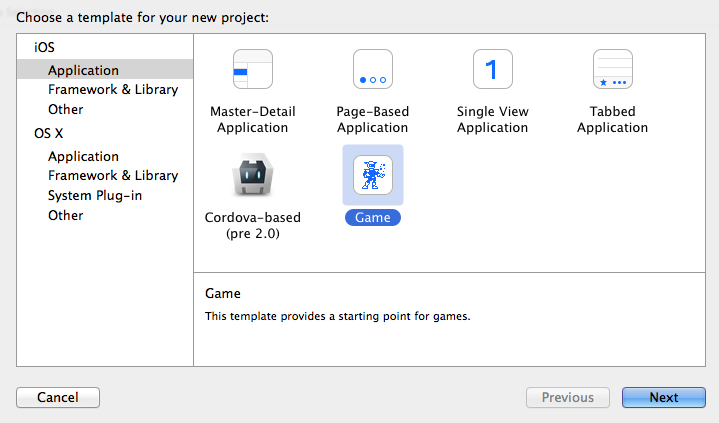 Choose a template for your new project:
iOS
Application
Framework & Library
Other
OS X
Application
Framework & Library
System Plug-in
Other
Master-Detail
Application
Page-Based
Application
1
Single View
Application
Tabbed
Application
Cordova-based
(pre 2.0)
Game
Game
This template provides a starting point for games.
Cancel
Previous
Next